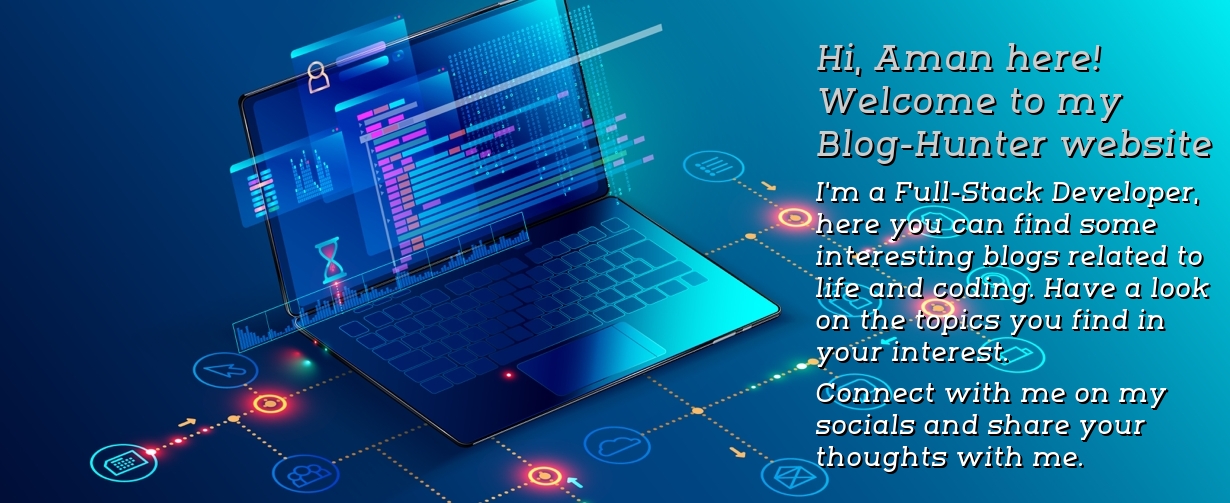 Hi, Aman here!
Welcome to my
Blog-Hunter website
I'm a Full-Stack Developer,
here you can find some
interesting blogs related to
life and coding. Have a look
on the topics you find in
your interest.
Connect with me on my
socials and share your
thoughts with me.